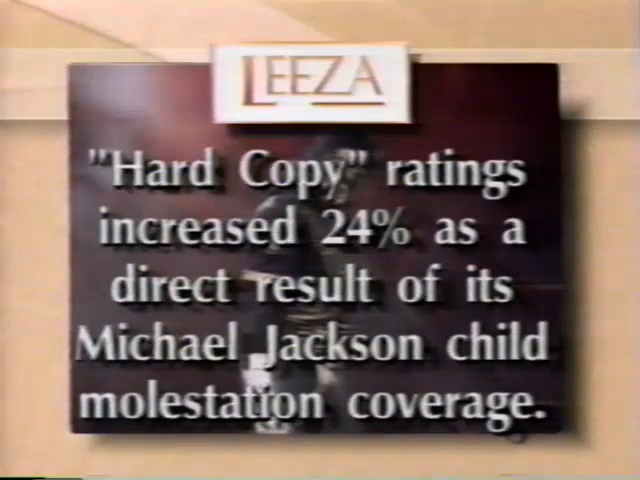 LEEZA
"Hard Copy" ratings
increased 24% as a
direct result of its
Michael Jackson child
molestation coverage.